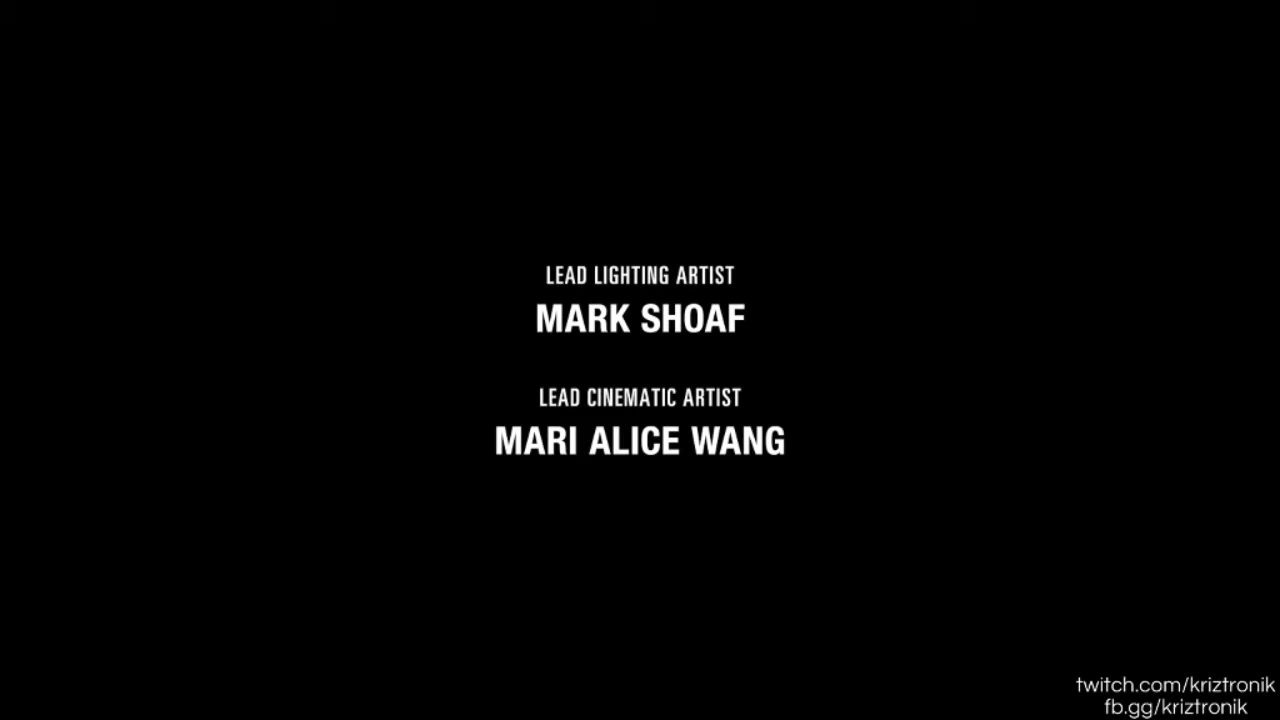 LEAD LIGHTING ARTIST
MARK SHOAF
LEAD CINEMATIC ARTIST
MARI ALICE WANG
twitch.com/kriztronik
fb.gg/kriztronik